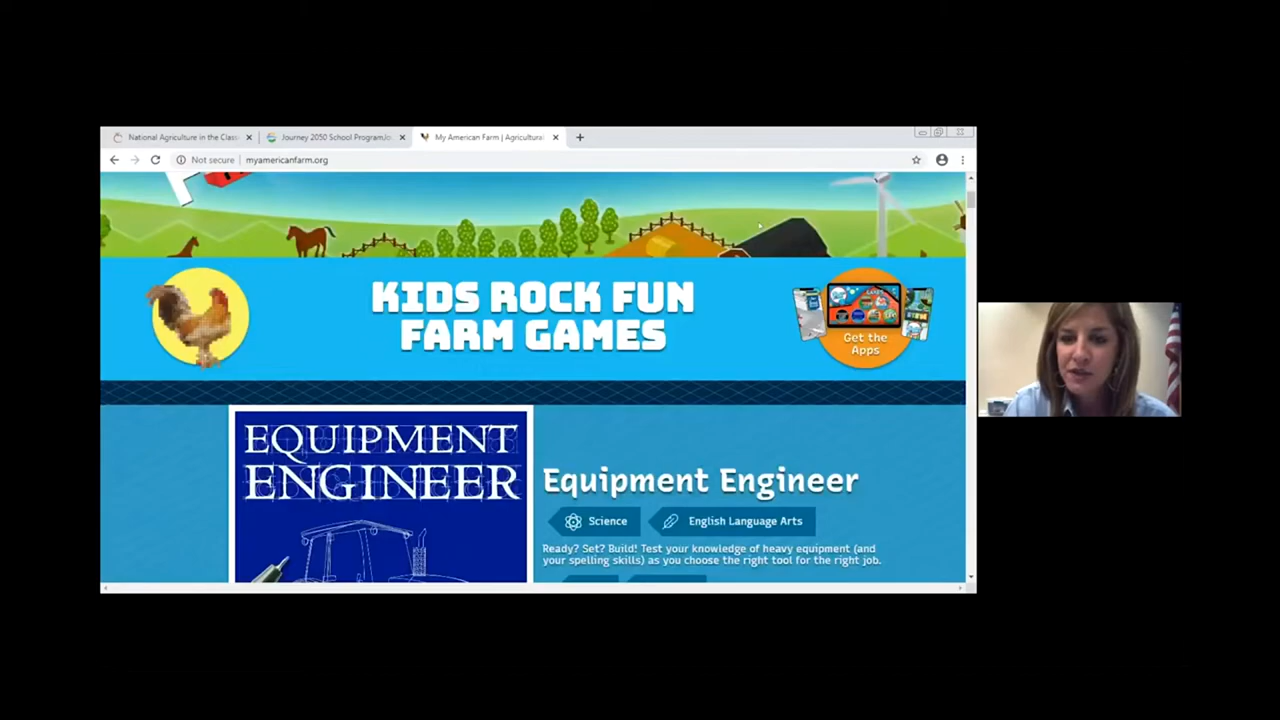 National Agriculture in the Class
Journey 2050 School ProgramJo
My American Farm | Agricultural
Not secure
myamericanfarm.org
KIDS ROCK FUN
FARM GAMES
Get the
Apps
EQUIPMENT
ENGINEER
Equipment Engineer
Science
English Language Arts
Ready? Set? Build! Test your knowledge of heavy equipment (and
your spelling skills) as you choose the right tool for the right job.